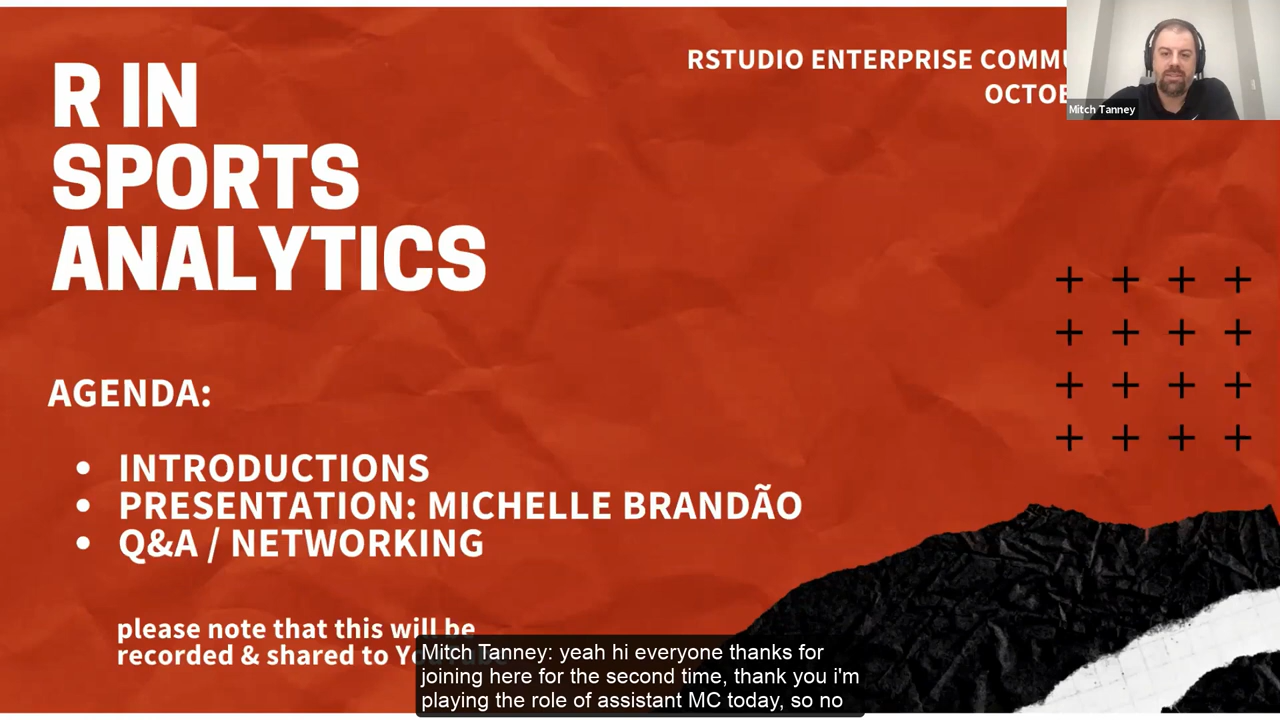 R IN
SPORTS
ANALYTICS
RSTUDIO ENTERPRISE
Mitch Tanney
AGENDA:
• INTRODUCTIONS
• PRESENTATION: MICHELLE BRANDÃO
• Q&A / NETWORKING
please note that this will be
recorded & shared to
Mitch Tanney: yeah hi everyone thanks for
joining here for the second time, thank you i'm
playing the role of assistant MC today, so no